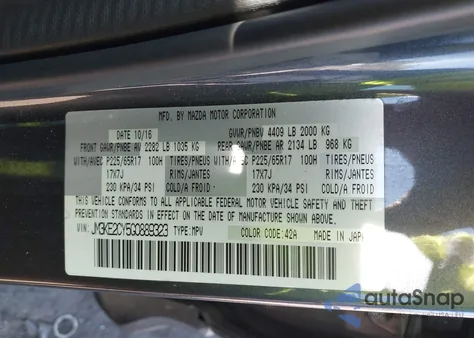 MFD. BY MAZDA MOTOR CORPORATION
DATE 10/16 GVWR/PNBV 4409 LB 2000 KG
FRONT GAWR/PNBE AV 2282 LB 1035 KG REAR GAWR/PNBE AR 2134 LB 968 KG
WITH/AVEC P225/65R17 100H TIRES/PNEUS WITH/AVEC P225/65R17 100H TIRES/PNEUS
17X7J RIMS/JANTES 17X7J RIMS/JANTES
230 KPA/34 PSI COLD/A FROID 230 KPA/34 PSI COLD/A FROID
THIS VEHICLE CONFORMS TO ALL APPLICABLE FEDERAL MOTOR VEHICLE SAFETY,
BUMPER, AND THEFT PREVENTION STANDARDS IN EFFECT ON THE DATE OF
MANUFACTURE SHOWN ABOVE.
VIN: JM3KE2CY5G0889323 TYPE:MPV COLOR CODE:42A MADE IN JAPAN
autoSnap